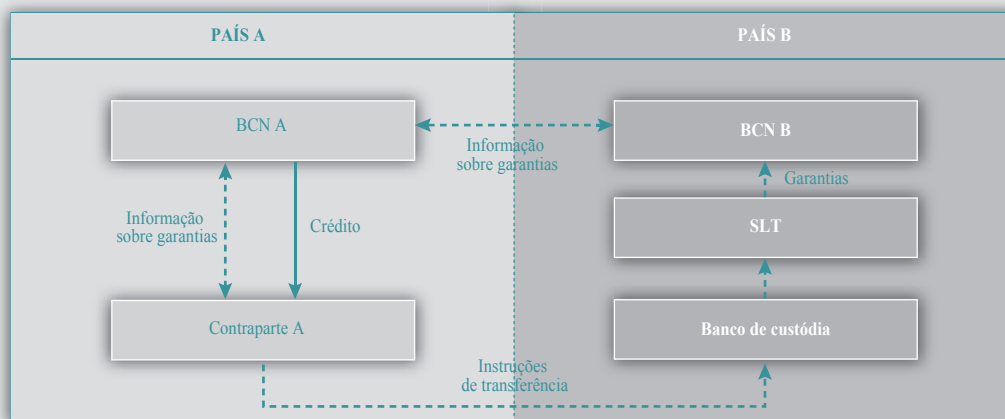 PAÍS A
PAÍS B
BCN A
BCN B
Informação
sobre garantias
Garantias
Informação
sobre garantias
Crédito
SLT
Contraparte A
Banco de custódia
Instruções
de transferência